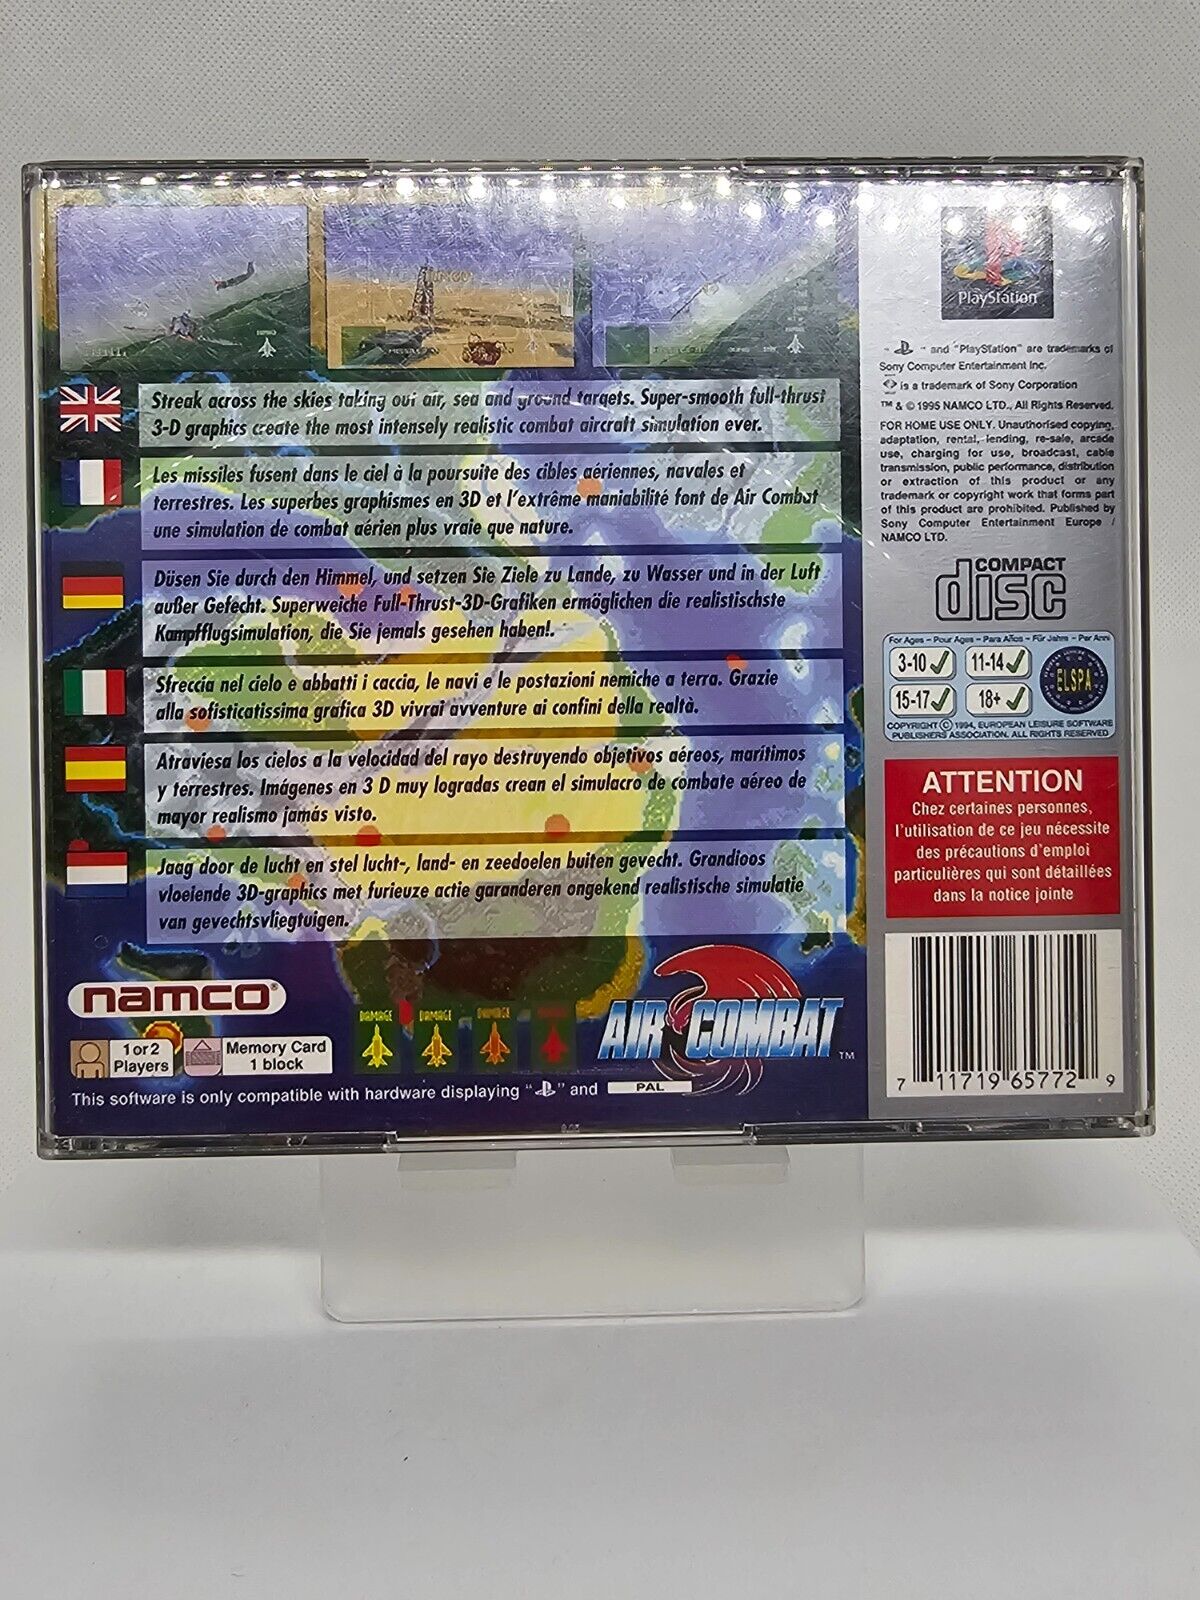 Streak across the skies taking out air, sea and ground targets. Super-smooth full-thrust
3-D graphics create the most intensely realistic combat aircraft simulation ever.
Les missiles fusent dans le ciel à la poursuite des cibles aériennes, navales et
terrestres. Les superbes graphismes en 3D et l'extrême maniabilité font de Air Combat
une simulation de combat aérien plus vraie que nature.
Düsen Sie durch den Himmel, und setzen Sie Ziele zu Lande, zu Wasser und in der Luft
außer Gefecht. Superweiche Full-Thrust-3D-Grafiken ermöglichen die realistischste
Kampfflugsimulation, die Sie jemals gesehen haben!.
Sfreccia nel cielo e abbatti i caccia, le navi e le postazioni nemiche a terra. Grazie
alla sofisticatissima grafica 3D vivrai avventure ai confini della realtà.
Atraviesa los cielos a la velocidad del rayo destruyendo objetivos aéreos, marítimos
y terrestres. Imágenes en 3 D muy logradas crean el simulacro de combate aéreo de
mayor realismo jamás visto.
Jaag door de lucht en stel lucht-, land- en zeedoelen buiten gevecht. Grandioos
vloeiende 3D-graphics met furieuze actie garanderen ongekend realistische simulatie
van gevechtsvliegtuigen.
namco®
DAMAGE DAMAGE DAMAGE
AIR COMBAT™
1 or 2
Players
Memory Card
1 block
This software is only compatible with hardware displaying " " and PAL
PlayStation
" " and "PlayStation" are trademarks of
Sony Computer Entertainment Inc.
is a trademark of Sony Corporation
™ & © 1995 NAMCO LTD., All Rights Reserved.
FOR HOME USE ONLY. Unauthorised copying,
adaptation, rental, lending, re-sale, arcade
use, charging for use, broadcast, cable
transmission, public performance, distribution
or extraction of this product or any
trademark or copyright work that forms part
of this product are prohibited. Published by
Sony Computer Entertainment Europe /
NAMCO LTD.
COMPACT
disc
For Ages - Pour Ages - Para Años - Für Jahre - Per Anni
3-10 11-14
15-17 18+
ELSPA
COPYRIGHT © 1994, EUROPEAN LEISURE SOFTWARE
PUBLISHERS ASSOCIATION. ALL RIGHTS RESERVED
ATTENTION
Chez certaines personnes,
l'utilisation de ce jeu nécessite
des précautions d'emploi
particulières qui sont détaillées
dans la notice jointe
7 11719 65772 9